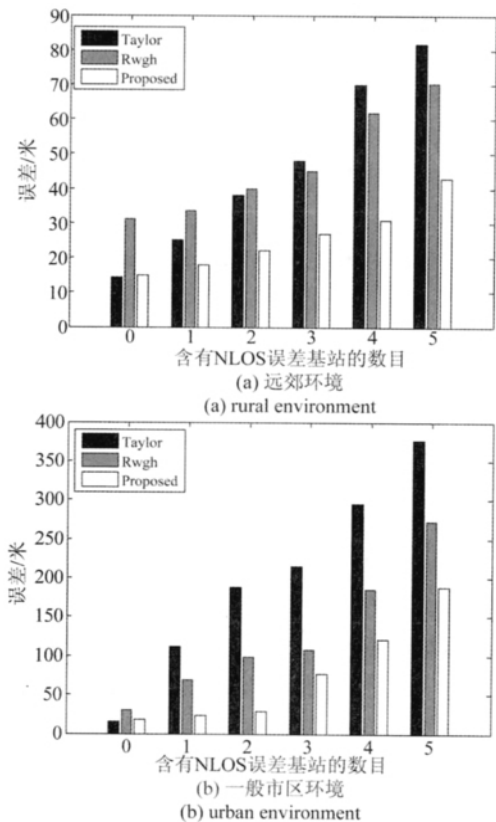 90
80
70
60
50
40
30
20
10
0
误差/米
Taylor
Rwgh
Proposed
0 1 2 3 4 5
含有NLOS误差基站的数目
(a) 远郊环境
(a) rural environment
400
350
300
250
200
150
100
50
0
误差/米
Taylor
Rwgh
Proposed
0 1 2 3 4 5
含有NLOS误差基站的数目
(b) 一般市区环境
(b) urban environment